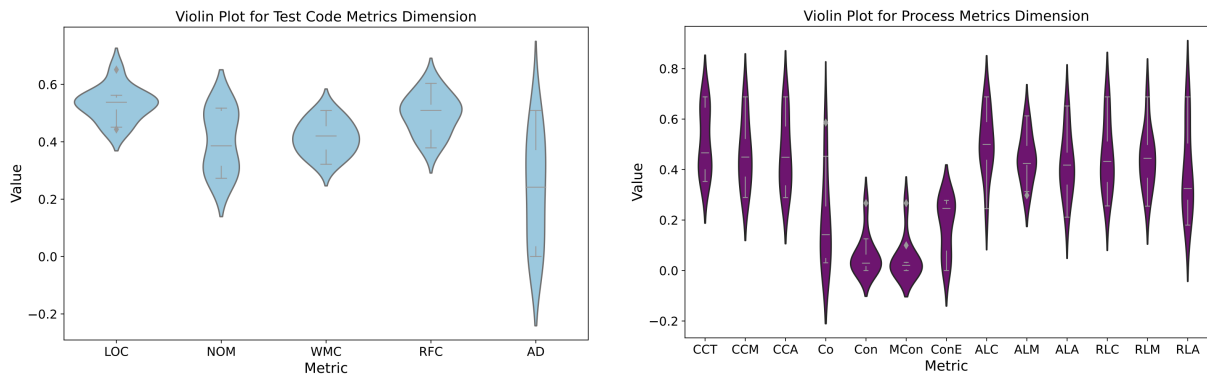 Violin Plot for Test Code Metrics Dimension
0.6
0.4
0.2
0.0
−0.2
Value
LOC NOM WMC RFC AD
Metric
Violin Plot for Process Metrics Dimension
0.8
0.6
0.4
0.2
0.0
−0.2
Value
CCT CCM CCA Co Con MCon ConE ALC ALM ALA RLC RLM RLA
Metric